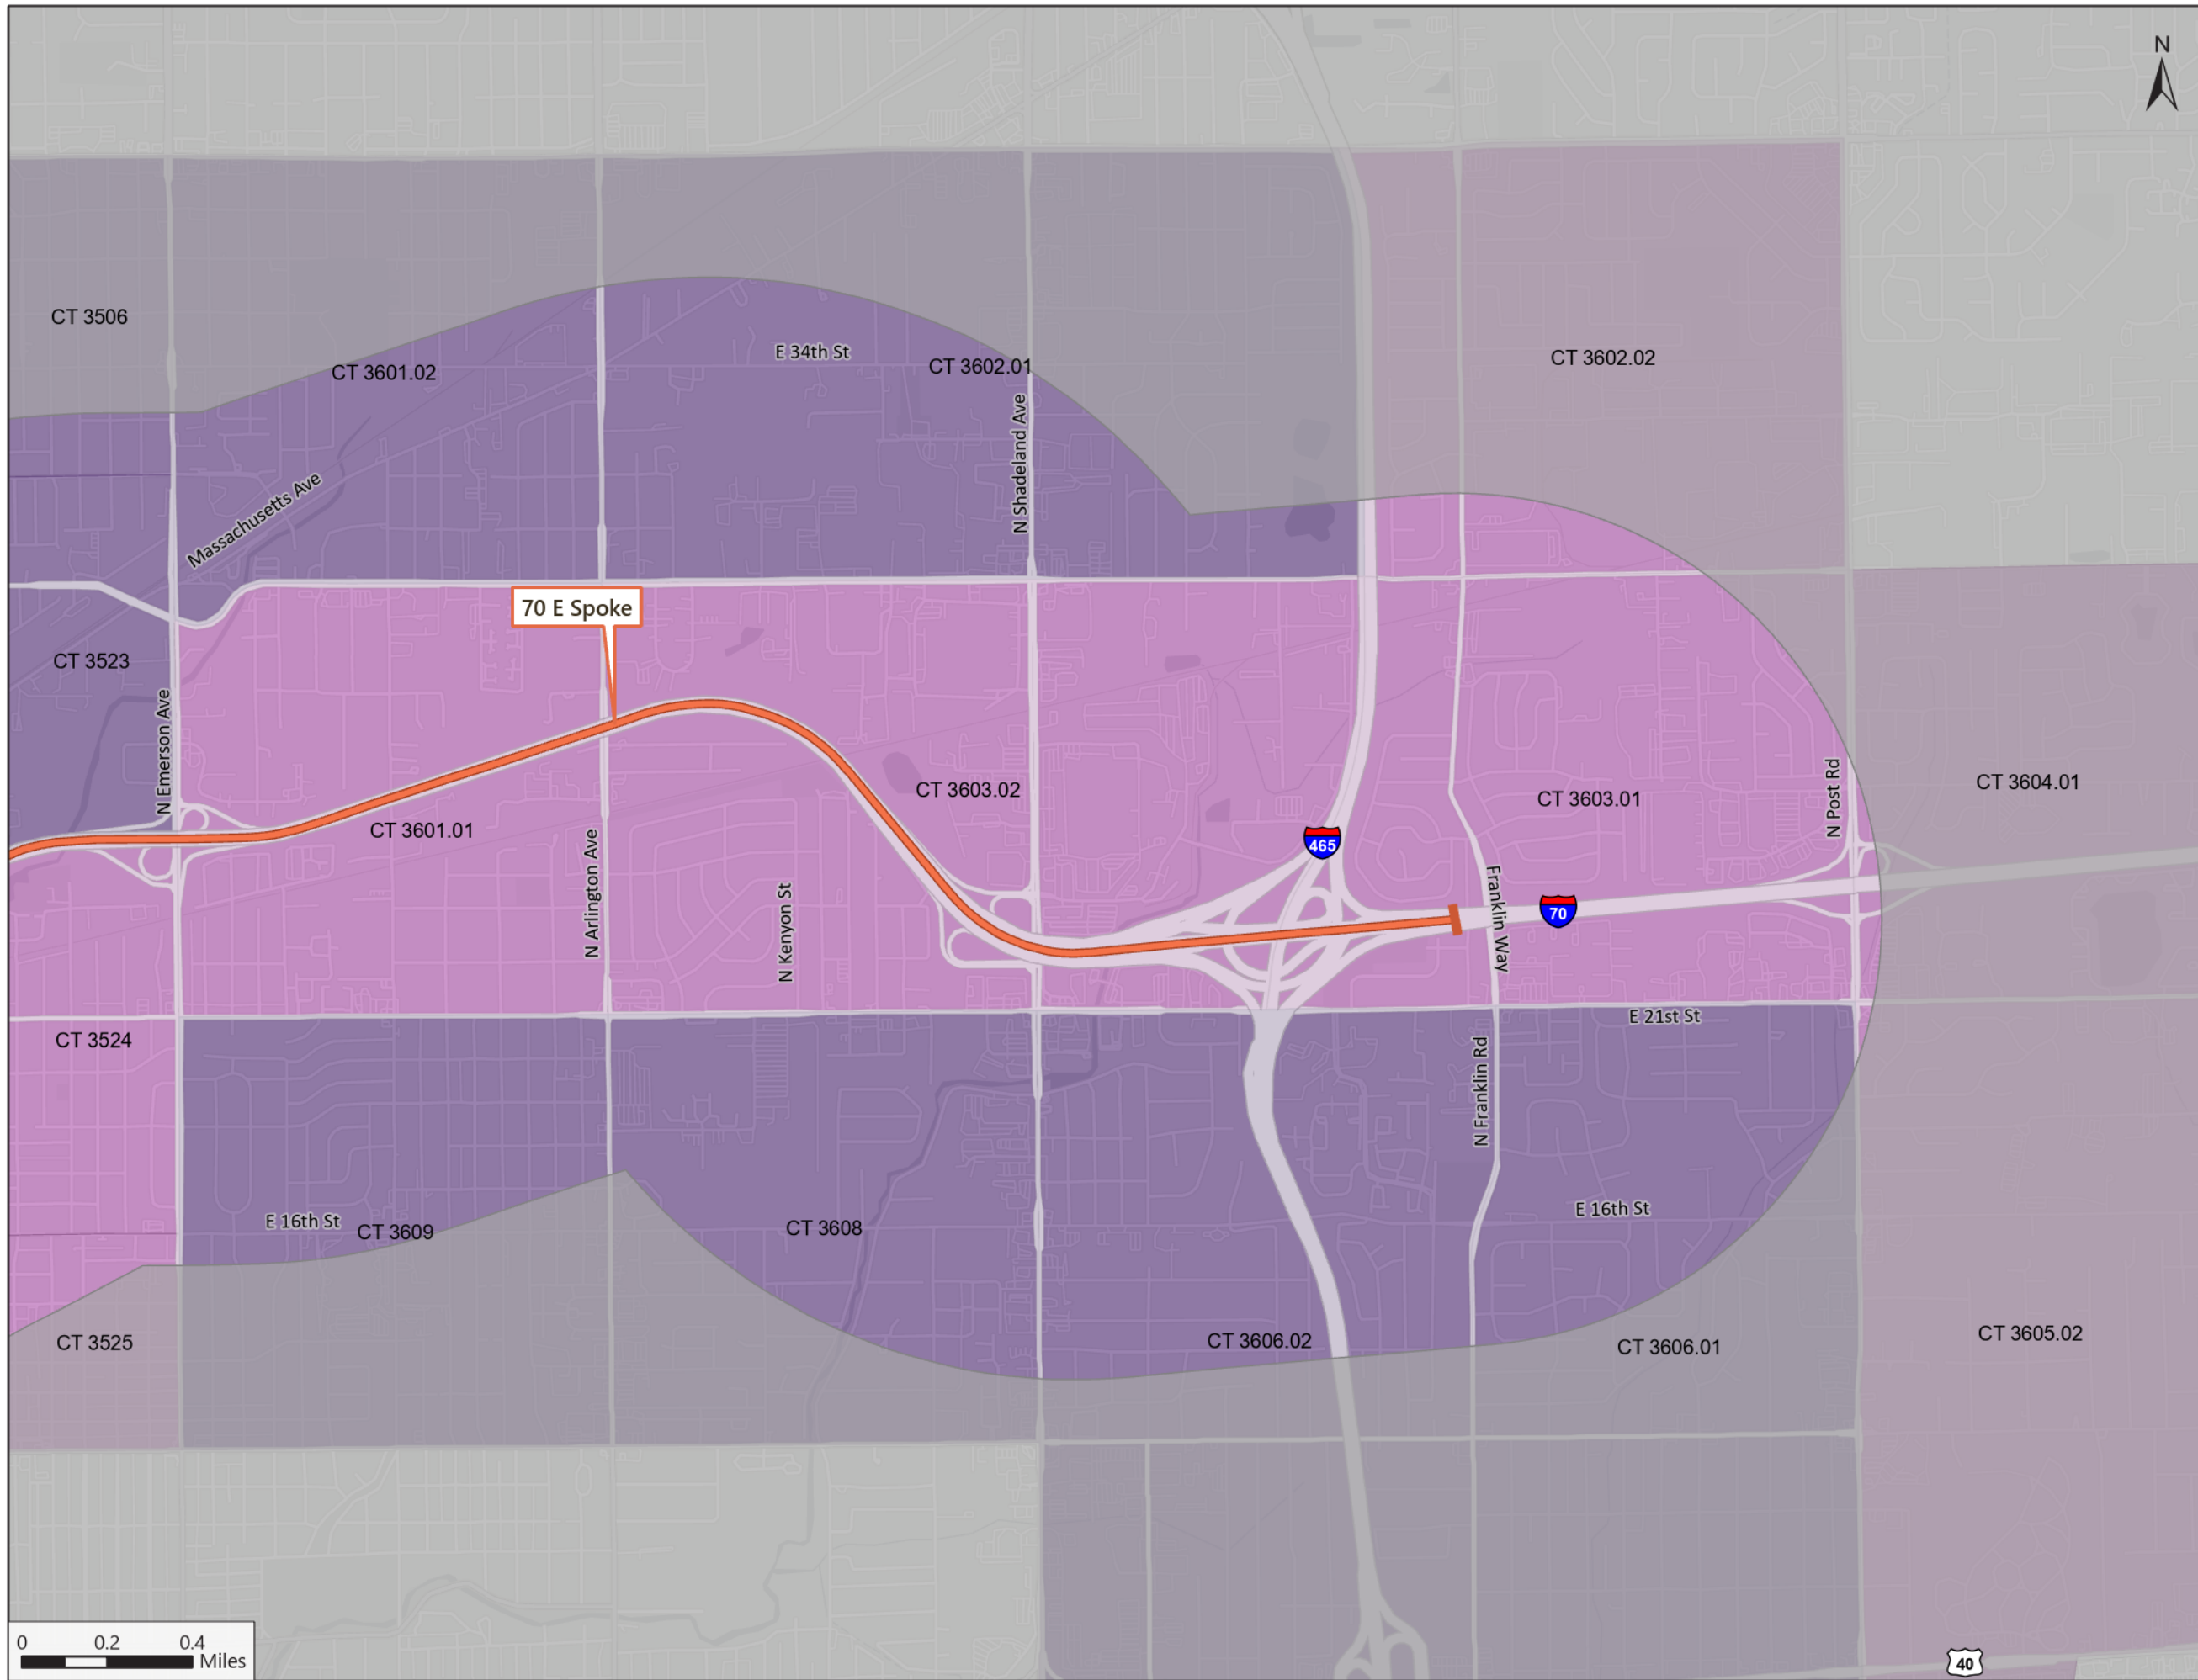 N
CT 3506
CT 3601.02
E 34th St
CT 3602.01
CT 3602.02
N Shadeland Ave
Massachusetts Ave
70 E Spoke
CT 3523
N Emerson Ave
CT 3601.01
N Arlington Ave
N Kenyon St
CT 3603.02
465
CT 3603.01
N Post Rd
CT 3604.01
Franklin Way
70
CT 3524
E 21st St
N Franklin Rd
E 16th St
CT 3609
CT 3608
E 16th St
CT 3525
CT 3606.02
CT 3606.01
CT 3605.02
0 0.2 0.4
Miles
40